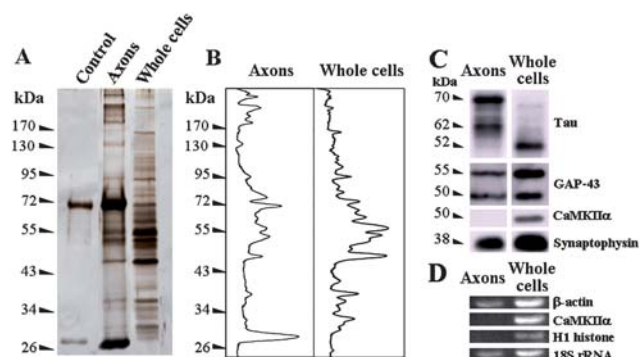 A
Control
Axons
Whole cells
kDa
170
130
95
72
55
43
34
26
B
Axons
Whole cells
kDa
170
130
95
72
55
43
34
26
C
Axons
Whole
cells
kDa
70
62
52
Tau
55
50
GAP-43
50
CaMKIIα
38
Synaptophysin
D
Axons
Whole
cells
β-actin
CaMKIIα
H1 histone
18S rRNA